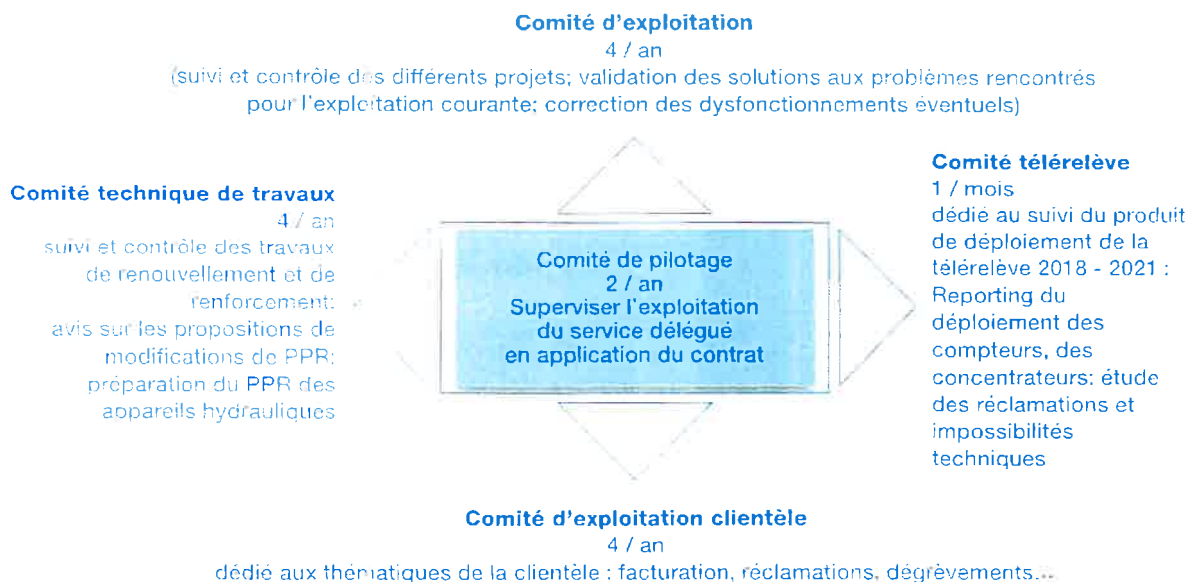 Comité d'exploitation
4 / an
(suivi et contrôle des différents projets; validation des solutions aux problèmes rencontrés
pour l'exploitation courante; correction des dysfonctionnements éventuels)
Comité technique de travaux
4 / an
suivi et contrôle des travaux
de renouvellement et de
renforcement;
avis sur les propositions de
modifications de PPR;
préparation du PPR des
appareils hydrauliques
Comité de pilotage
2 / an
Superviser l'exploitation
du service délégué
en application du contrat
Comité télérelève
1 / mois
dédié au suivi du produit
de déploiement de la
télérelève 2018 - 2021 :
Reporting du
déploiement des
compteurs, des
concentrateurs; étude
des réclamations et
impossibilités
techniques
Comité d'exploitation clientèle
4 / an
dédié aux thématiques de la clientèle : facturation, réclamations, dégrèvements...